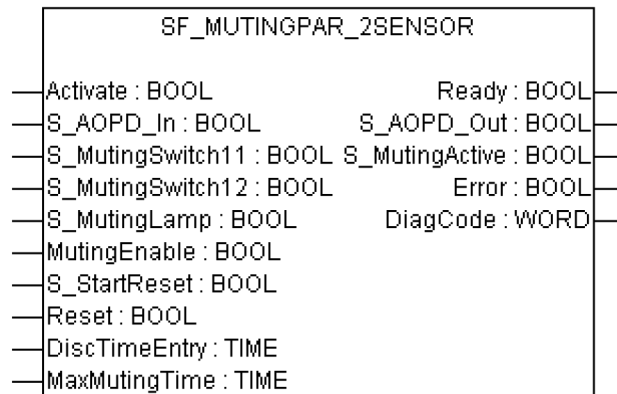 SF_MUTINGPAR_2SENSOR
Activate : BOOL Ready : BOOL
S_AOPD_In : BOOL S_AOPD_Out : BOOL
S_MutingSwitch11 : BOOL S_MutingActive : BOOL
S_MutingSwitch12 : BOOL Error : BOOL
S_MutingLamp : BOOL DiagCode : WORD
MutingEnable : BOOL
S_StartReset : BOOL
Reset : BOOL
DiscTimeEntry : TIME
MaxMutingTime : TIME